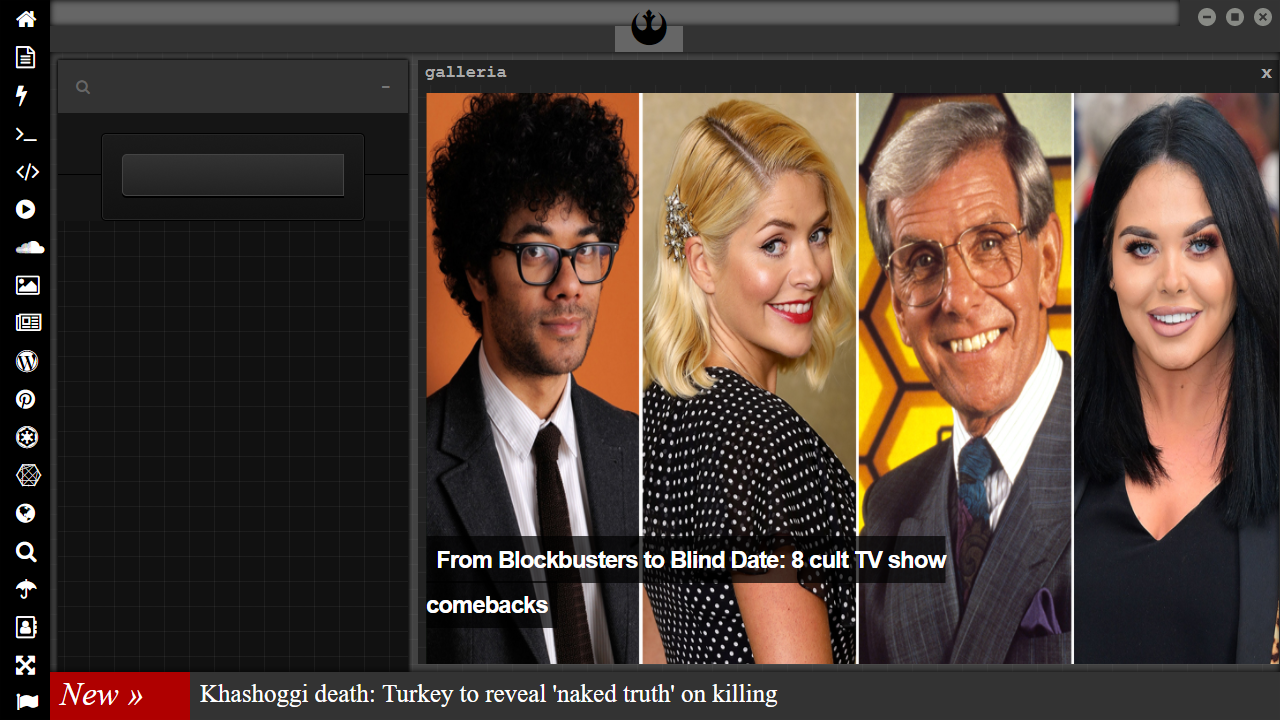 galleria
x
From Blockbusters to Blind Date: 8 cult TV show
comebacks
New »
Khashoggi death: Turkey to reveal 'naked truth' on killing